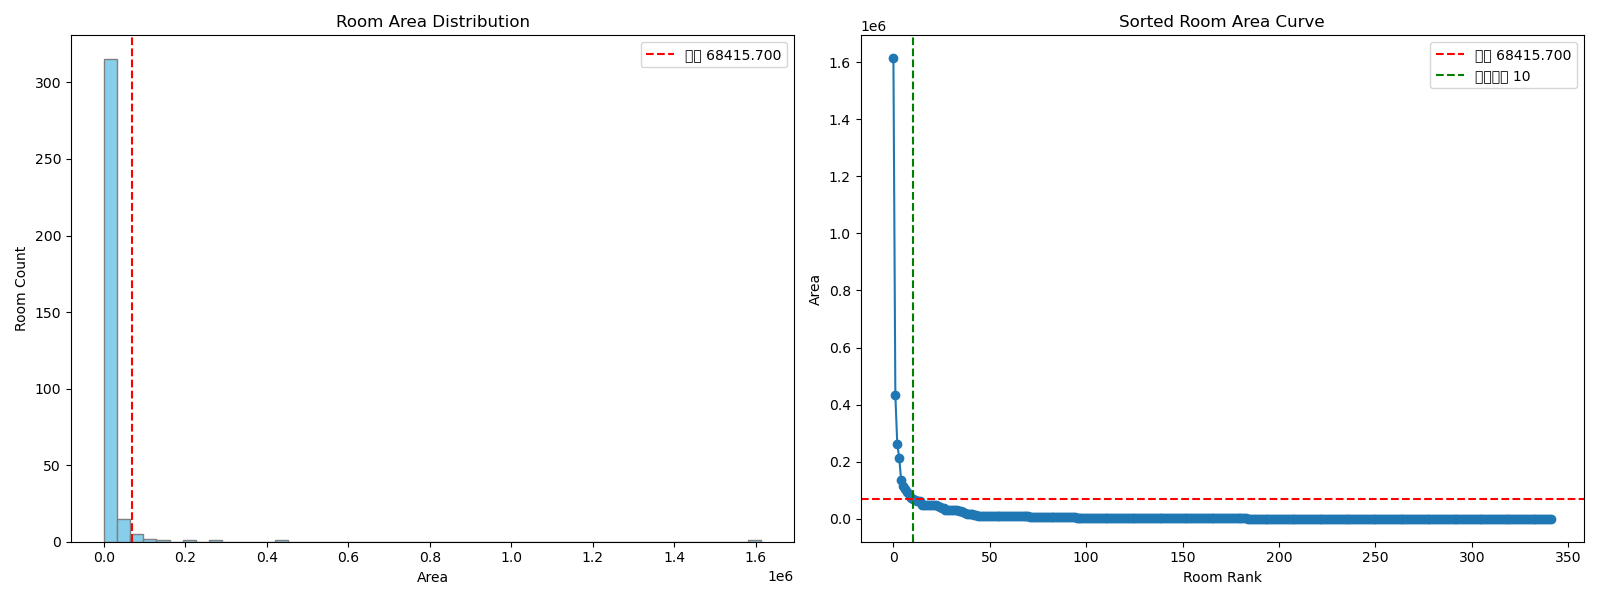 Room Area Distribution
68415.700
Room Count
300
250
200
150
100
50
0
0.0 0.2 0.4 0.6 0.8 1.0 1.2 1.4 1.6
1e6
Area
Sorted Room Area Curve
1e6
68415.700
10
Area
1.6
1.4
1.2
1.0
0.8
0.6
0.4
0.2
0.0
0 50 100 150 200 250 300 350
Room Rank